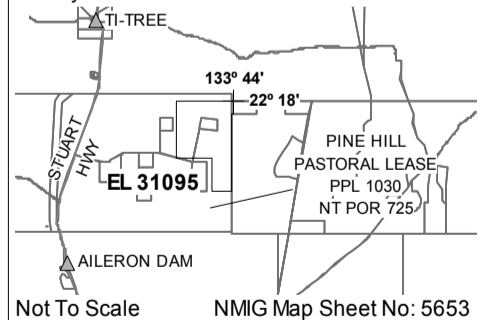 TI-TREE
133º 44'
22º 18'
STUART
HWY
PINE HILL
PASTORAL LEASE
PPL 1030
NT POR 725
EL 31095
AILERON DAM
Not To Scale
NMIG Map Sheet No: 5653